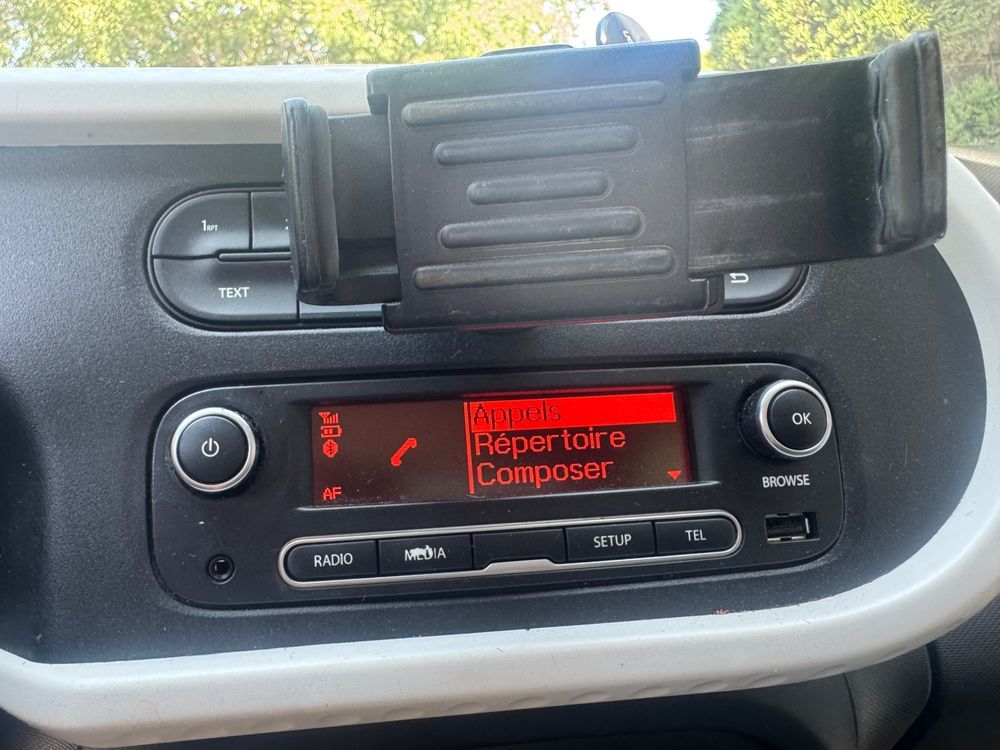 1RPT
TEXT
Appels
Répertoire
Composer
AF
OK
BROWSE
RADIO
MEDIA
SETUP
TEL